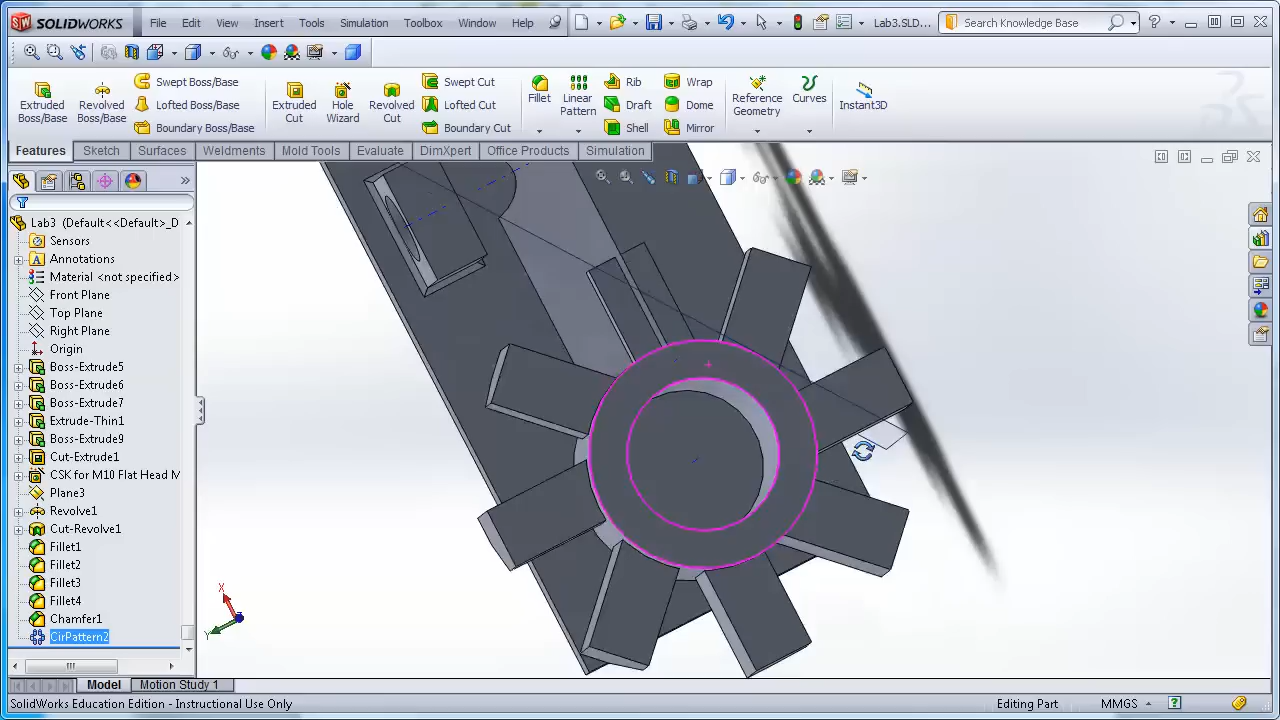 SOLIDWORKS File Edit View Insert Tools Simulation Toolbox Window Help Lab3.SLD... Search Knowledge Base ?
Extruded Boss/Base
Revolved Boss/Base
Swept Boss/Base
Lofted Boss/Base
Boundary Boss/Base
Extruded Cut
Hole Wizard
Revolved Cut
Swept Cut
Lofted Cut
Boundary Cut
Fillet
Linear Pattern
Rib
Draft
Shell
Wrap
Dome
Mirror
Reference Geometry
Curves
Instant3D
Features Sketch Surfaces Weldments Mold Tools Evaluate DimXpert Office Products Simulation
»
Lab3 (Default<<Default>_D
Sensors
Annotations
Material <not specified>
Front Plane
Top Plane
Right Plane
Origin
Boss-Extrude5
Boss-Extrude6
Boss-Extrude7
Extrude-Thin1
Boss-Extrude9
Cut-Extrude1
CSK for M10 Flat Head M
Plane3
Revolve1
Cut-Revolve1
Fillet1
Fillet2
Fillet3
Fillet4
Chamfer1
CirPattern2
X
Y
Model Motion Study 1
SolidWorks Education Edition - Instructional Use Only Editing Part MMGS ?